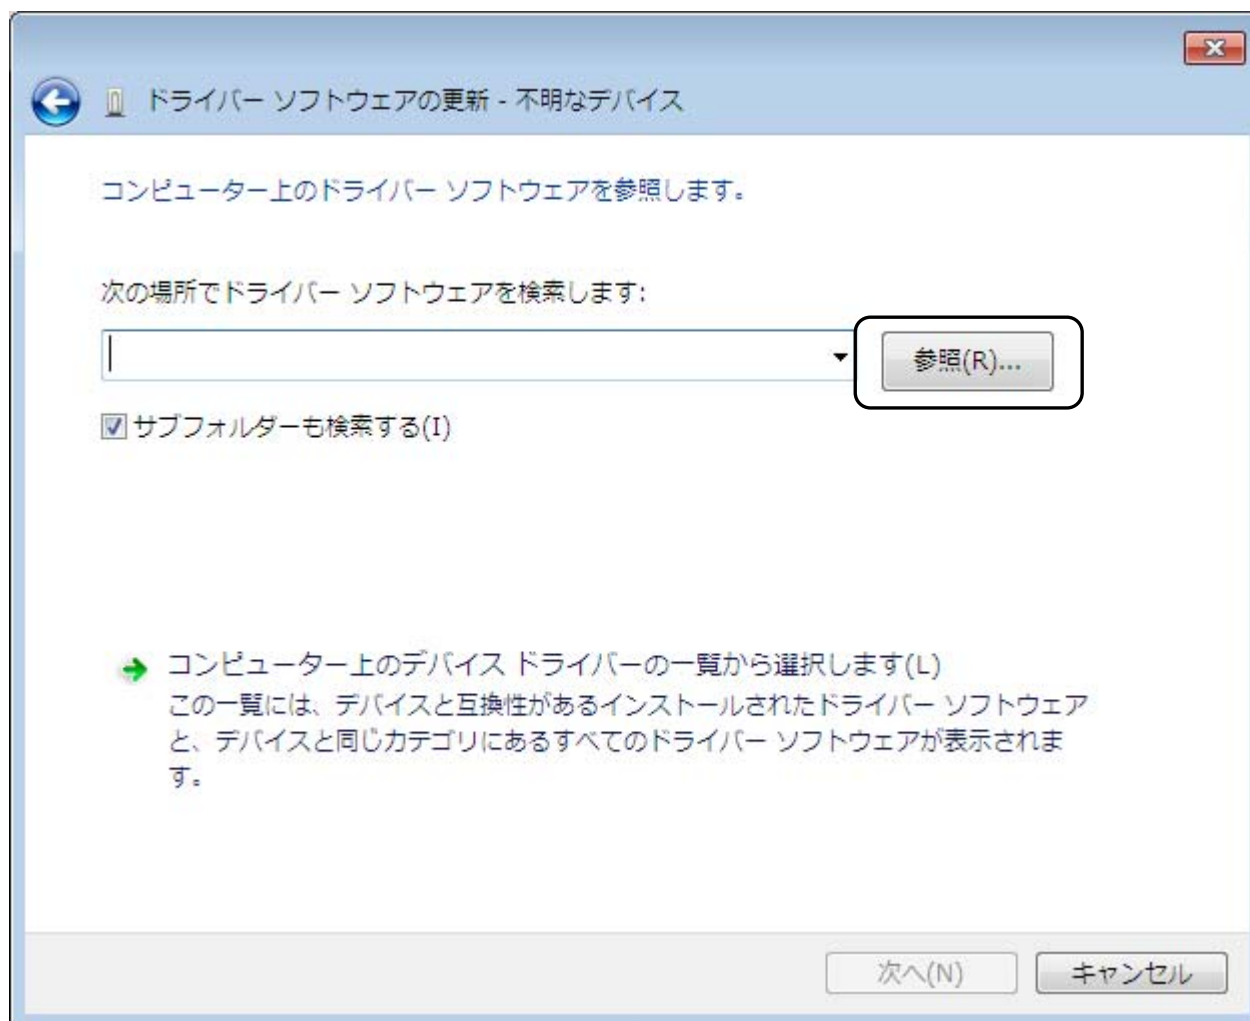 ドライバー ソフトウェアの更新 - 不明なデバイス
コンピューター上のドライバー ソフトウェアを参照します。
次の場所でドライバー ソフトウェアを検索します:
参照(R)...
サブフォルダーも検索する(I)
コンピューター上のデバイス ドライバーの一覧から選択します(L)
この一覧には、デバイスと互換性があるインストールされたドライバー ソフトウェア
と、デバイスと同じカテゴリにあるすべてのドライバー ソフトウェアが表示されま
す。
次へ(N)
キャンセル